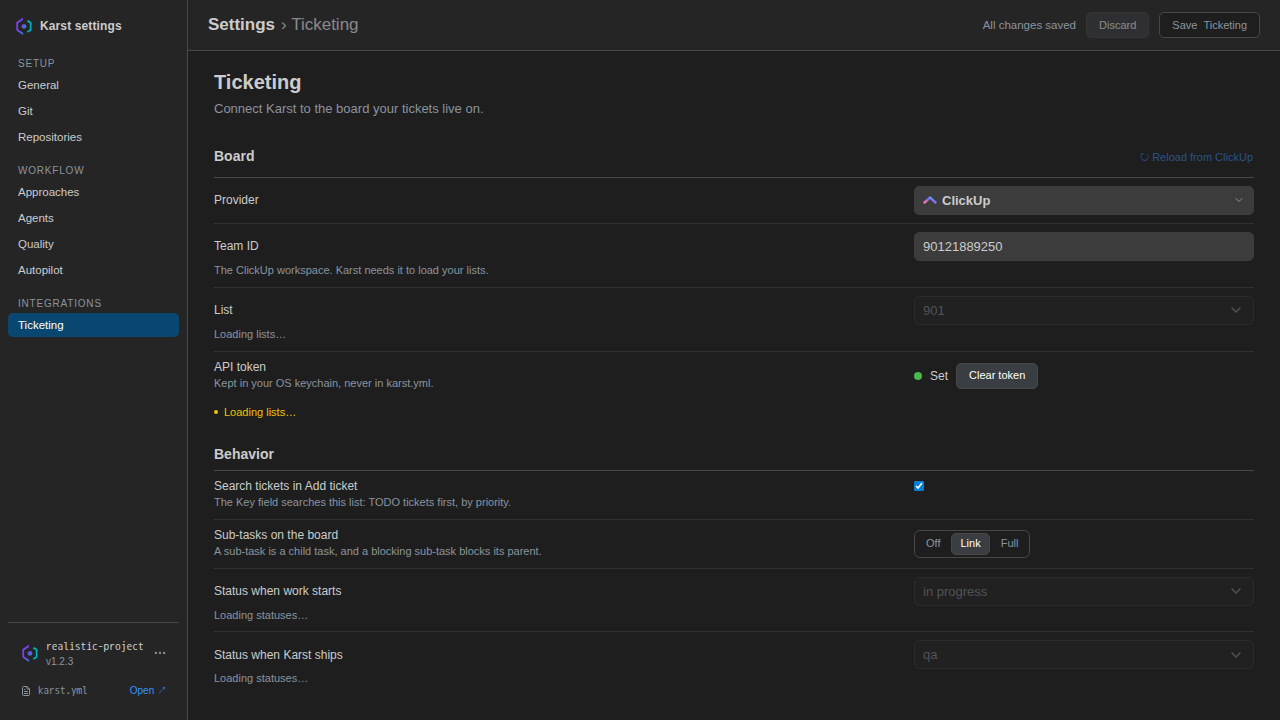 Karst settings
SETUP
General
Git
Repositories
WORKFLOW
Approaches
Agents
Quality
Autopilot
INTEGRATIONS
Ticketing
realistic-project
v1.2.3
karst.yml
Open ↗
Settings › Ticketing
All changes saved
Discard
Save Ticketing
Ticketing
Connect Karst to the board your tickets live on.
Board
Reload from ClickUp
Provider
ClickUp
Team ID
90121889250
The ClickUp workspace. Karst needs it to load your lists.
List
901
Loading lists…
API token
Kept in your OS keychain, never in karst.yml.
Set
Clear token
Loading lists…
Behavior
Search tickets in Add ticket
The Key field searches this list: TODO tickets first, by priority.
Sub-tasks on the board
A sub-task is a child task, and a blocking sub-task blocks its parent.
Off Link Full
Status when work starts
in progress
Loading statuses…
Status when Karst ships
qa
Loading statuses…